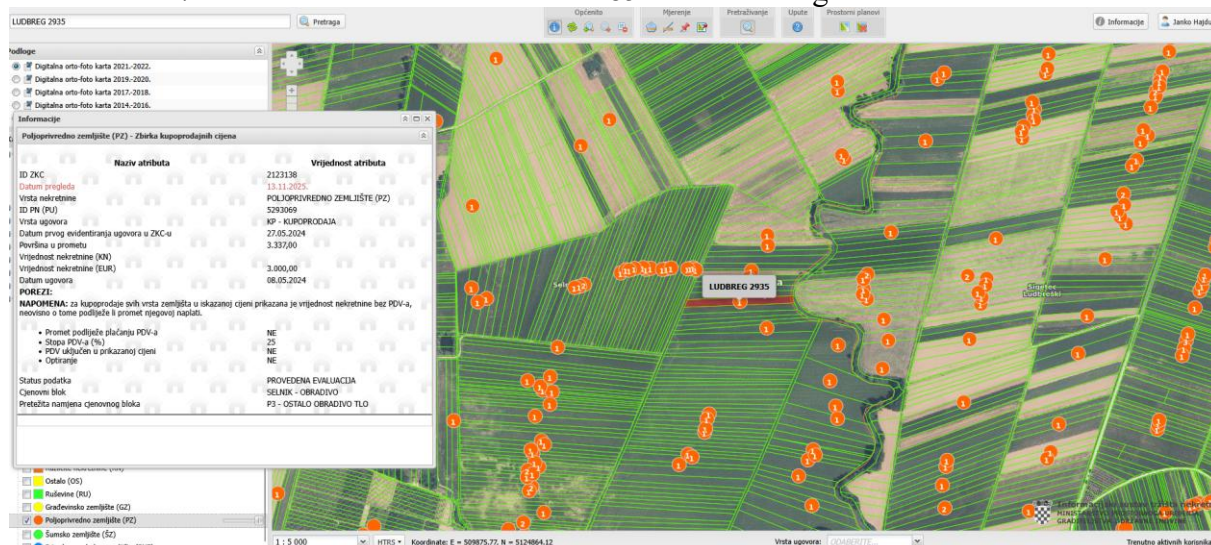 LUDBREG 2935
Pretraga
Općenito
Mjerenje
Pretraživanje
Upute
Prostorni planovi
Informacije
Janko Hajdu
Podloge
Digitalna orto-foto karta 2021.-2022.
Digitalna orto-foto karta 2019.-2020.
Digitalna orto-foto karta 2017.-2018.
Digitalna orto-foto karta 2014.-2016.
Informacije
Poljoprivredno zemljište (PZ) - Zbirka kupoprodajnih cijena
Naziv atributa Vrijednost atributa
ID ZKC 2123138
Datum pregleda 13.11.2025.
Vrsta nekretnine POLJOPRIVREDNO ZEMLJIŠTE (PZ)
ID PN (PU) 5293069
Vrsta ugovora KP - KUPOPRODAJA
Datum prvog evidentiranja ugovora u ZKC-u 27.05.2024
Površina u prometu 3.337,00
Vrijednost nekretnine (KN)
Vrijednost nekretnine (EUR) 3.000,00
Datum ugovora 08.05.2024
POREZI:
NAPOMENA: za kupoprodaje svih vrsta zemljišta u iskazanoj cijeni prikazana je vrijednost nekretnine bez PDV-a,
neovisno o tome podliježe li promet njegovoj naplati.
• Promet podliježe plaćanju PDV-a NE
• Stopa PDV-a (%) 25
• PDV uključen u prikazanoj cijeni NE
• Optiranje NE
Status podatka PROVEDENA EVALUACIJA
Cjenovni blok SELNIK - OBRADIVO
Pretežita namjena cjenovnog bloka P3 - OSTALO OBRADIVO TLO
LUDBREG 2935
Sigetec
Ludbreški
Ostalo (OS)
Ruševine (RU)
Građevinsko zemljište (GZ)
Poljoprivredno zemljište (PZ)
Šumsko zemljište (ŠZ)
1 : 5 000
HTRS
Koordinate: E = 509875.77, N = 5124864.12
Vrsta ugovora: ODABERITE...
Trenutno aktivnih korisnika